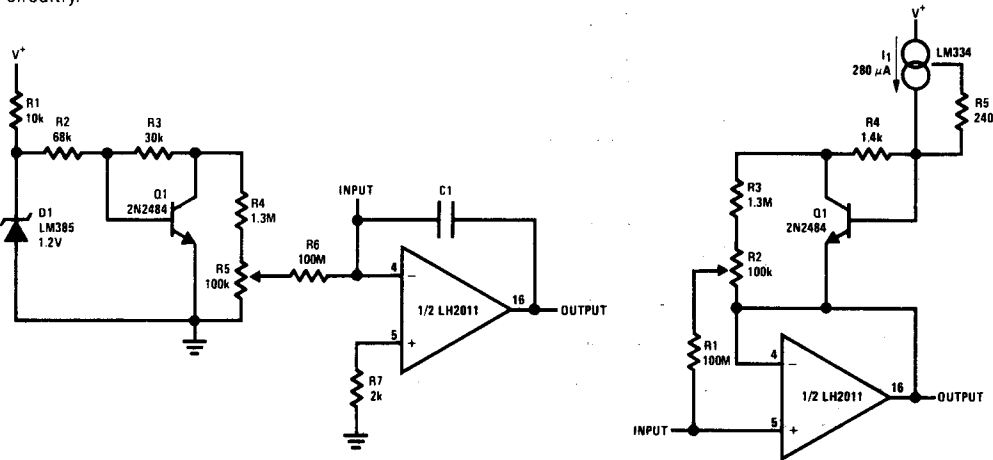 circuitry.
V+
R1
10k
R2
68k
R3
30k
Q1
2N2484
D1
LM385
1.2V
R4
1.3M
R5
100k
R6
100M
INPUT
C1
4
−
1/2 LH2011
16
OUTPUT
5
+
R7
2k
V+
I1
280 µA
LM334
R5
240
R4
1.4k
R3
1.3M
Q1
2N2484
R2
100k
R1
100M
4
−
1/2 LH2011
16
OUTPUT
INPUT
5
+